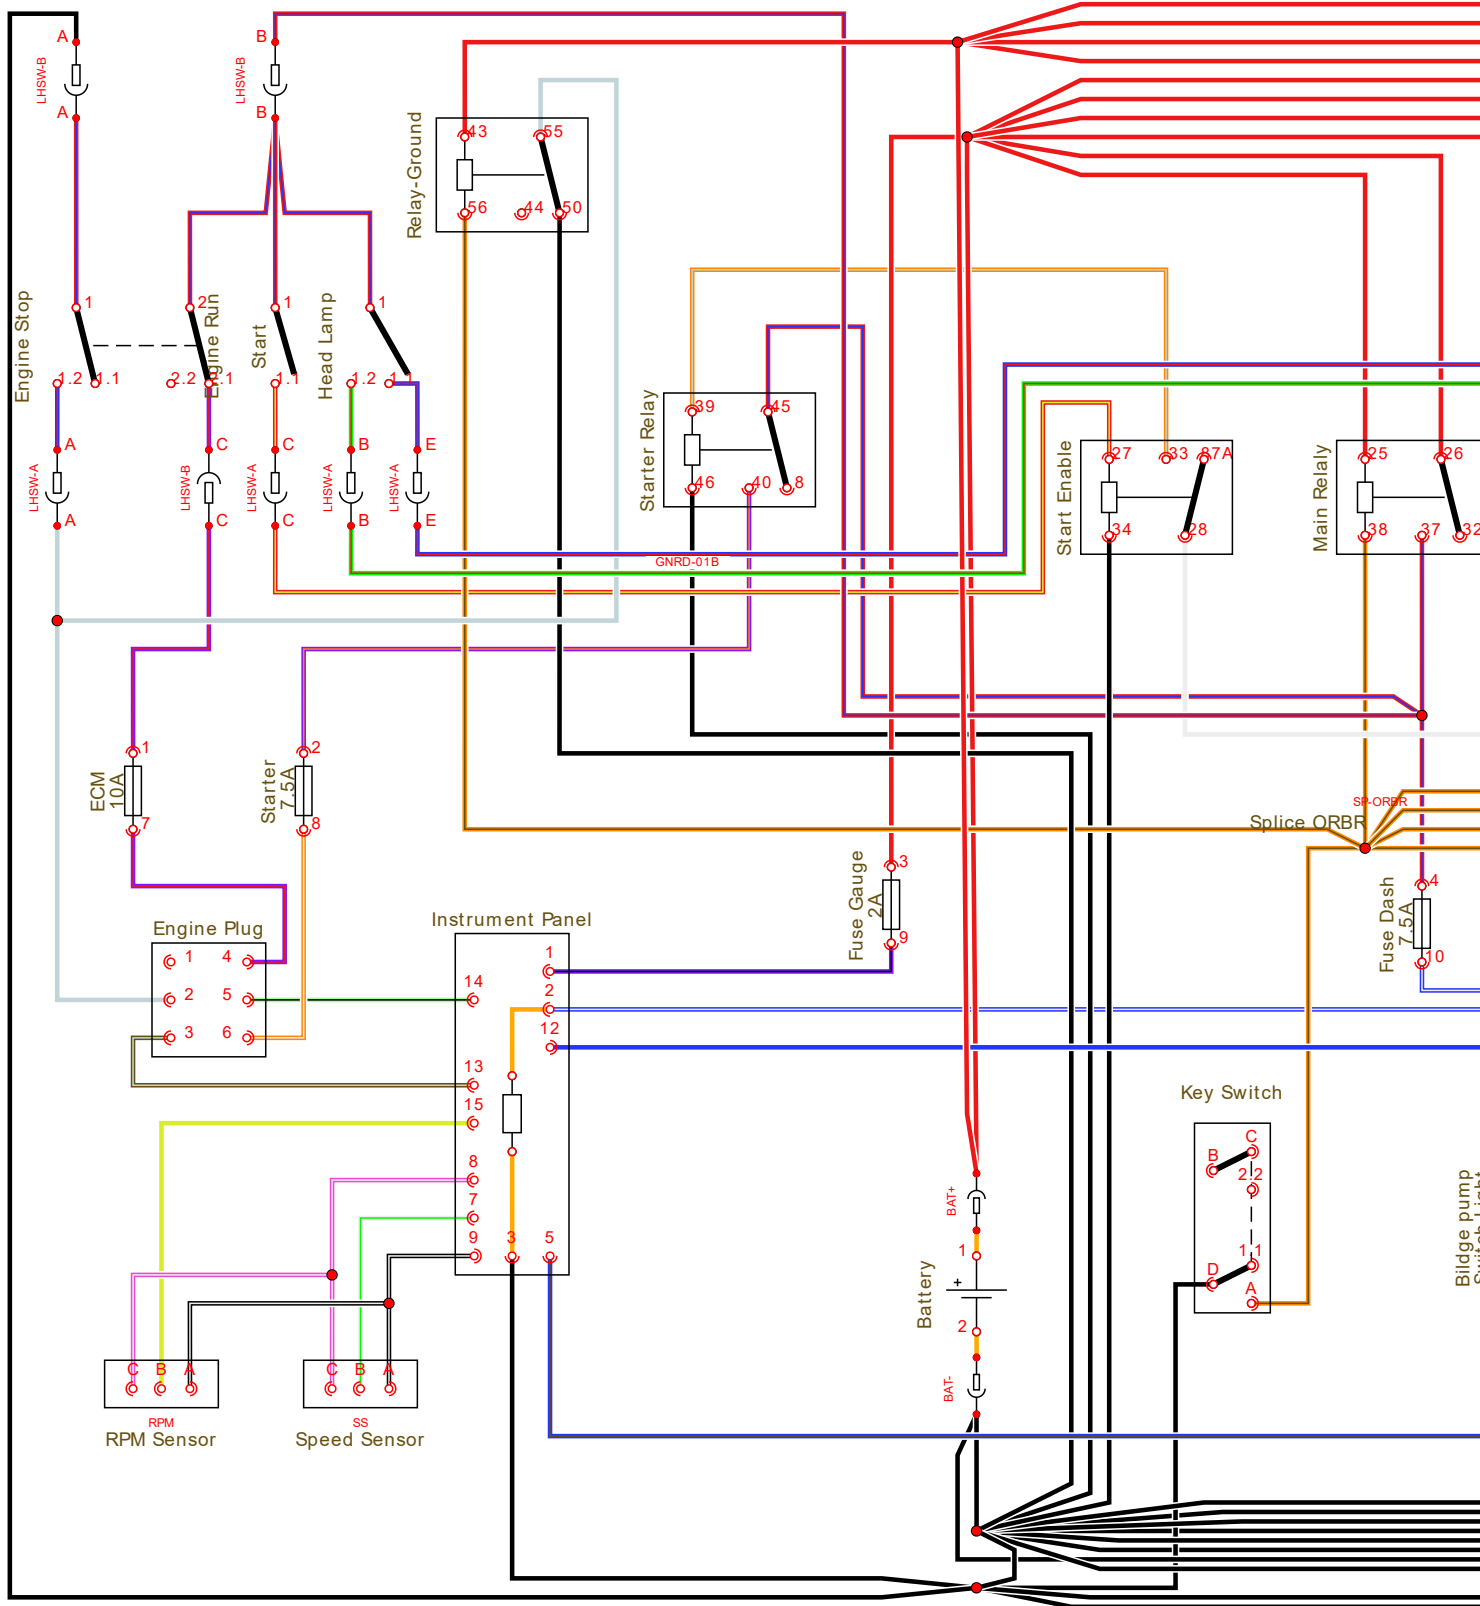 A
B
LHSW-B
LHSW-B
A
B
Relay-Ground
43
55
56
44
50
Engine Stop
1
2
Engine Run
1
Start
Head Lamp
1
1.2
1.1
2.2
2.1
1.1
1.2
1.1
A
C
C
B
E
LHSW-A
LHSW-B
LHSW-A
LHSW-A
LHSW-A
A
C
C
B
E
Starter Relay
39
45
46
40
8
Start Enable
27
33
87A
34
28
Main Relaly
25
26
38
37
32
GNRD-01B
1
ECM
10A
7
2
Starter
7.5A
8
SP-ORBR
Splice ORBR
Fuse Gauge
2A
3
9
Fuse Dash
7.5A
4
10
Engine Plug
1
4
2
5
3
6
Instrument Panel
1
14
2
12
13
15
8
7
9
3
5
Key Switch
C
B
2.2
1.1
D
A
BAT+
1
Battery
+
2
BAT-
Bildge pump
Switch Light
C
B
A
RPM
RPM Sensor
C
B
A
SS
Speed Sensor